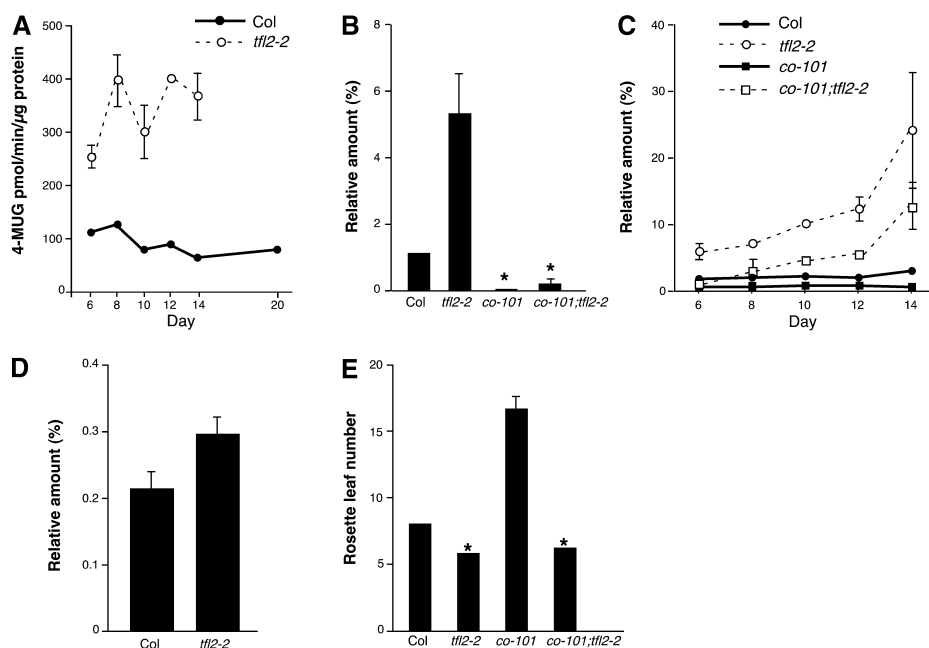 A
4-MUG pmol/min/µg protein
500
400
300
200
100
0
6 8 10 12 14 20
Day
Col
tfl2-2
B
Relative amount (%)
8
6
4
2
0
* *
Col tfl2-2 co-101 co-101;tfl2-2
C
Relative amount (%)
40
30
20
10
0
6 8 10 12 14
Day
Col
tfl2-2
co-101
co-101;tfl2-2
D
Relative amount (%)
0.4
0.3
0.2
0.1
0
Col tfl2-2
E
Rosette leaf number
20
15
10
5
0
* *
Col tfl2-2 co-101 co-101;tfl2-2